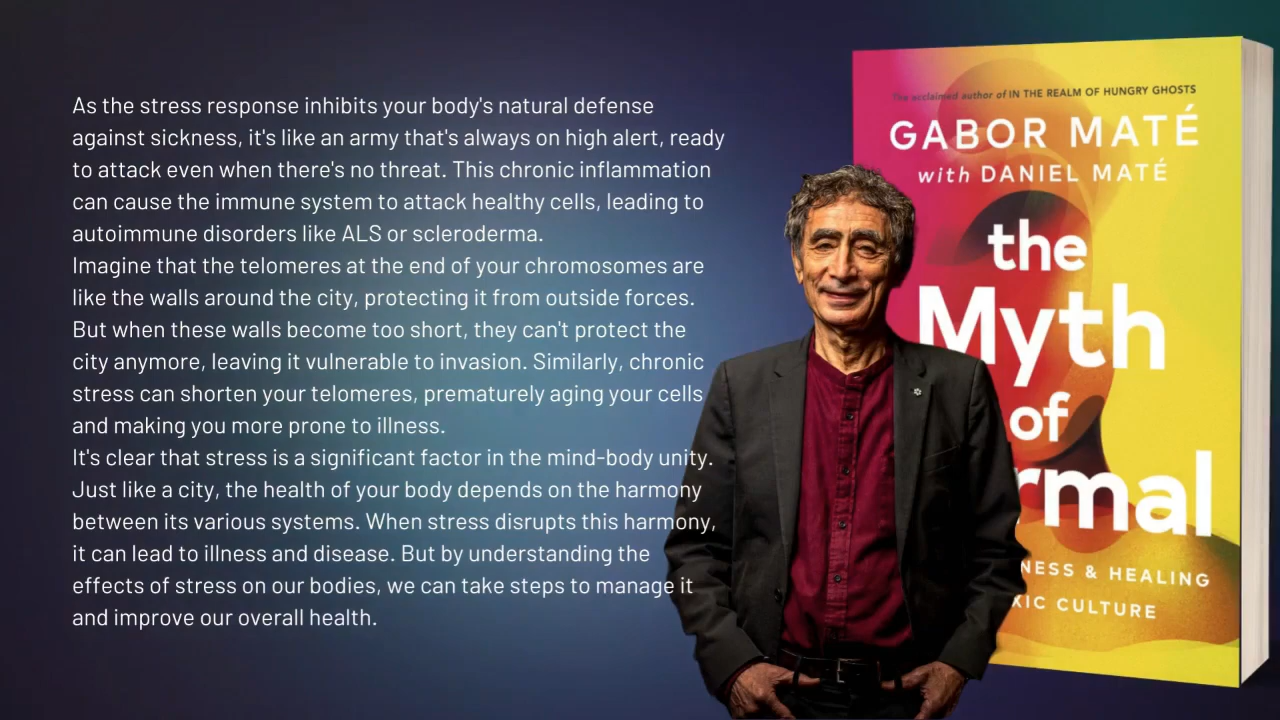 As the stress response inhibits your body's natural defense
against sickness, it's like an army that's always on high alert, ready
to attack even when there's no threat. This chronic inflammation
can cause the immune system to attack healthy cells, leading to
autoimmune disorders like ALS or scleroderma.
Imagine that the telomeres at the end of your chromosomes are
like the walls around the city, protecting it from outside forces.
But when these walls become too short, they can't protect the
city anymore, leaving it vulnerable to invasion. Similarly, chronic
stress can shorten your telomeres, prematurely aging your cells
and making you more prone to illness.
It's clear that stress is a significant factor in the mind-body unity.
Just like a city, the health of your body depends on the harmony
between its various systems. When stress disrupts this harmony,
it can lead to illness and disease. But by understanding the
effects of stress on our bodies, we can take steps to manage it
and improve our overall health.
The acclaimed author of IN THE REALM OF HUNGRY GHOSTS
GABOR MATÉ
with DANIEL MATÉ
the
Myth
of
rmal
NESS & HEALING
XIC CULTURE